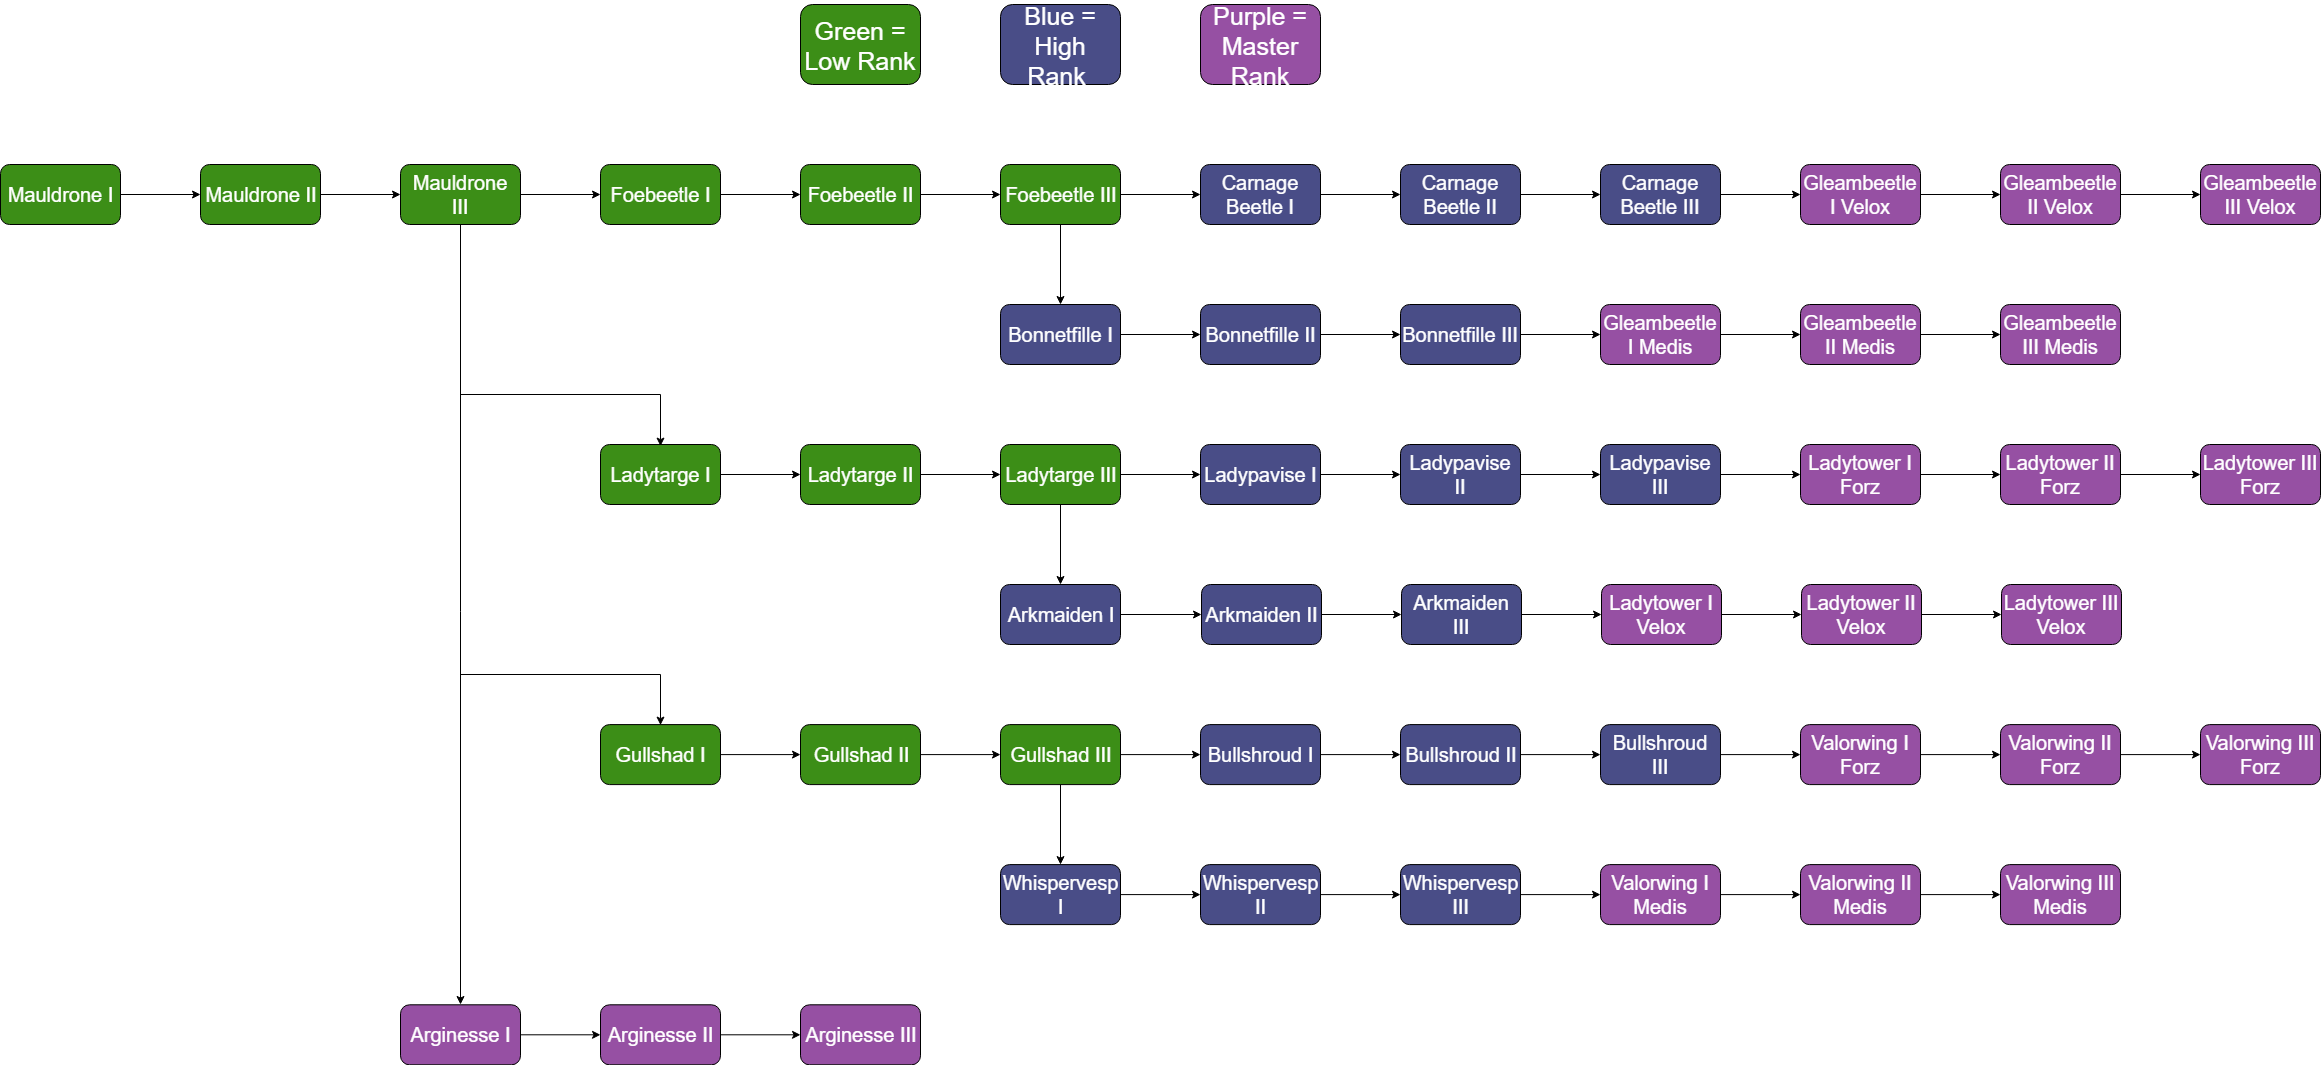 Green =
Low Rank
Blue =
High
Rank
Purple =
Master
Rank
Mauldrone I
Mauldrone II
Mauldrone
III
Foebeetle I
Foebeetle II
Foebeetle III
Carnage
Beetle I
Carnage
Beetle II
Carnage
Beetle III
Gleambeetle
I Velox
Gleambeetle
II Velox
Gleambeetle
III Velox
Bonnetfille I
Bonnetfille II
Bonnetfille III
Gleambeetle
I Medis
Gleambeetle
II Medis
Gleambeetle
III Medis
Ladytarge I
Ladytarge II
Ladytarge III
Ladypavise I
Ladypavise
II
Ladypavise
III
Ladytower I
Forz
Ladytower II
Forz
Ladytower III
Forz
Arkmaiden I
Arkmaiden II
Arkmaiden
III
Ladytower I
Velox
Ladytower II
Velox
Ladytower III
Velox
Gullshad I
Gullshad II
Gullshad III
Bullshroud I
Bullshroud II
Bullshroud
III
Valorwing I
Forz
Valorwing II
Forz
Valorwing III
Forz
Whispervesp
I
Whispervesp
II
Whispervesp
III
Valorwing I
Medis
Valorwing II
Medis
Valorwing III
Medis
Arginesse I
Arginesse II
Arginesse III